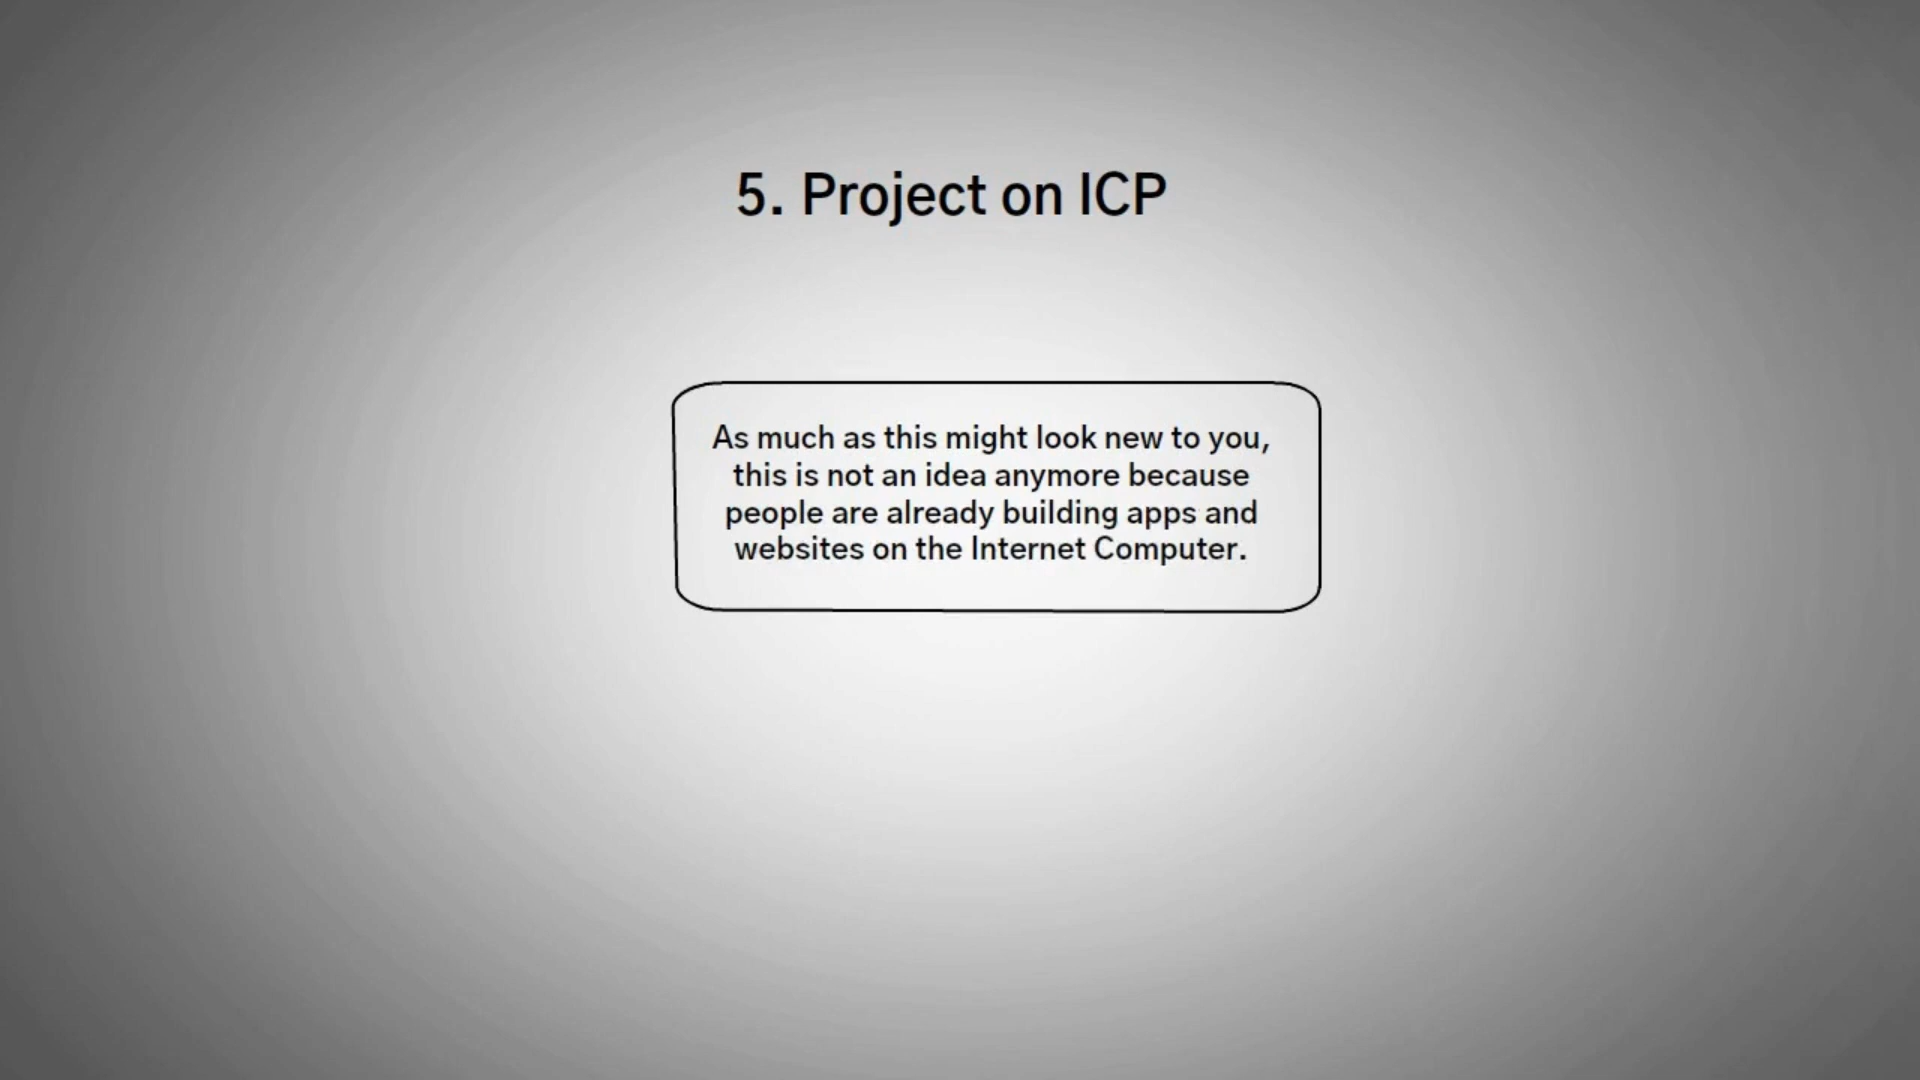 5. Project on ICP
As much as this might look new to you,
this is not an idea anymore because
people are already building apps and
websites on the Internet Computer.